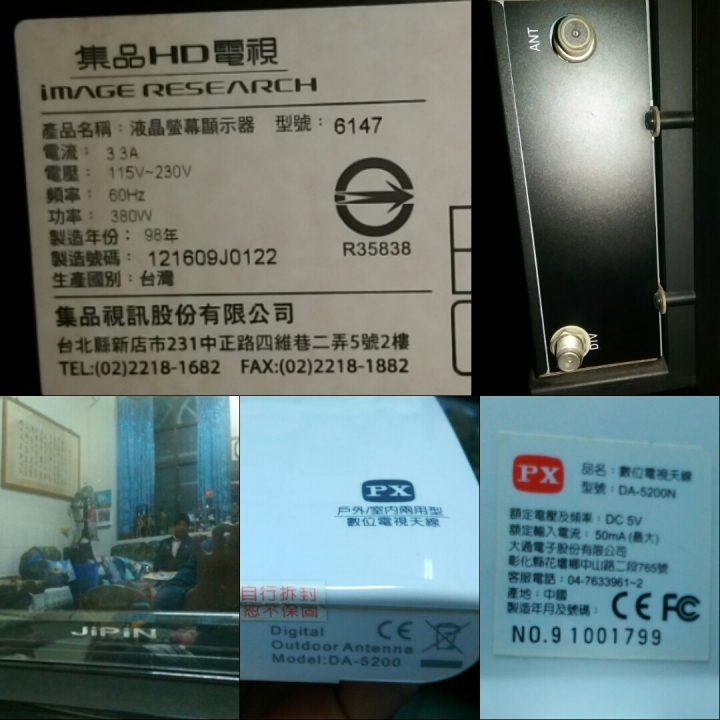 集品HD電視
iMAGE RESEARCH
產品名稱：液晶螢幕顯示器 型號：6147
電流：3.3A
電壓：115V~230V
頻率：60Hz
功率：380W
製造年份：98年
製造號碼：121609J0122
生產國別：台灣
R35838
集品視訊股份有限公司
台北縣新店市231中正路四維巷二弄5號2樓
TEL:(02)2218-1682 FAX:(02)2218-1882
ANT
DTV
JiPiN
PX
戶外/室內兩用型
數位電視天線
自行拆封
恕不保固
Digital
Outdoor Antenna
Model:DA-5200
CE
PX
品名：數位電視天線
型號：DA-5200N
額定電壓及頻率：DC 5V
額定輸入電流：50mA(最大)
大通電子股份有限公司
彰化縣花壇鄉中山路二段765號
客服電話：04-7633961~2
產地：中國
製造年月及號碼：
CE FC
NO.9 1001799